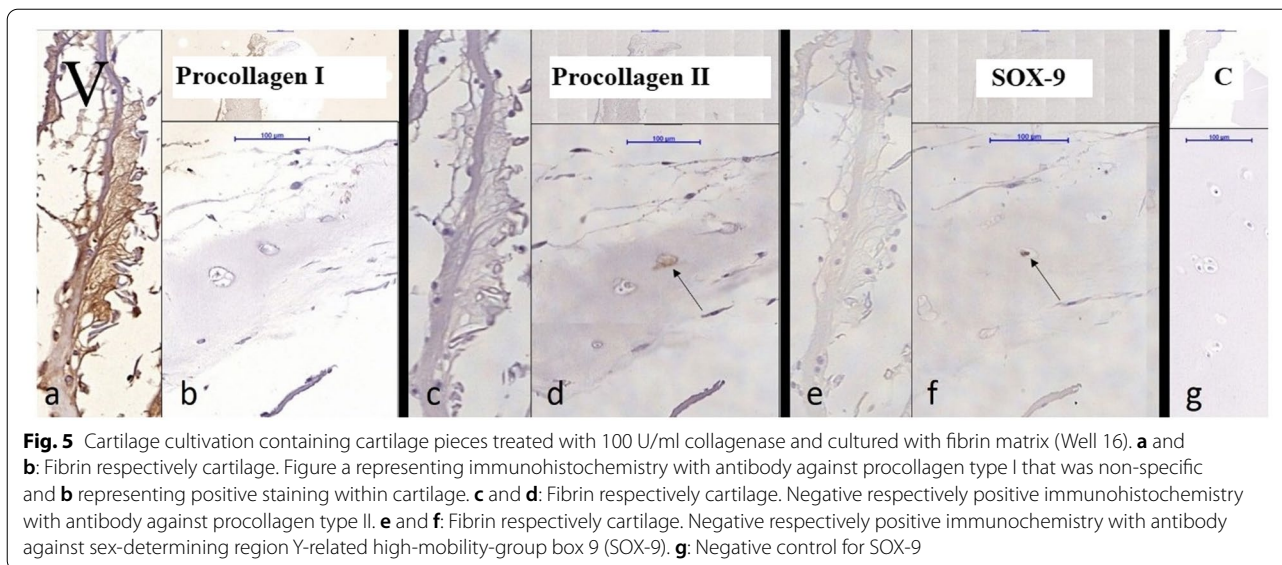 V Procollagen I Procollagen II SOX-9 C
100 µm 100 µm 100 µm 100 µm
a b c d e f g
Fig. 5 Cartilage cultivation containing cartilage pieces treated with 100 U/ml collagenase and cultured with fibrin matrix (Well 16). a and
b: Fibrin respectively cartilage. Figure a representing immunohistochemistry with antibody against procollagen type I that was non-specific
and b representing positive staining within cartilage. c and d: Fibrin respectively cartilage. Negative respectively positive immunohistochemistry
with antibody against procollagen type II. e and f: Fibrin respectively cartilage. Negative respectively positive immunochemistry with antibody
against sex-determining region Y-related high-mobility-group box 9 (SOX-9). g: Negative control for SOX-9